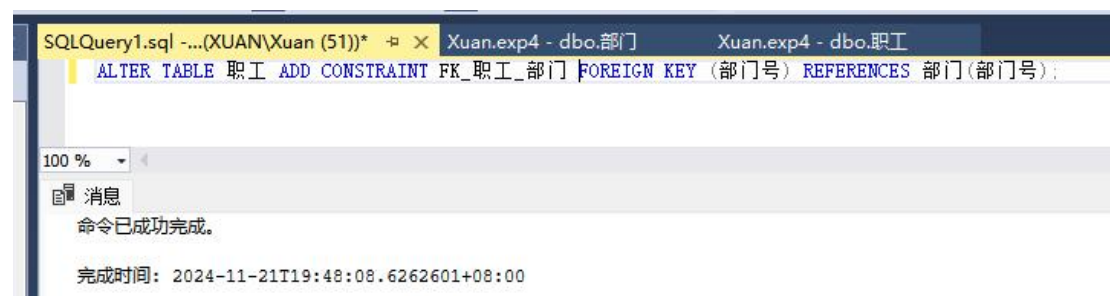 SQLQuery1.sql -...(XUAN\Xuan (51))* Xuan.exp4 - dbo.部门 Xuan.exp4 - dbo.职工
ALTER TABLE 职工 ADD CONSTRAINT FK_职工_部门 FOREIGN KEY (部门号) REFERENCES 部门(部门号);
100 %
消息
命令已成功完成。
完成时间: 2024-11-21T19:48:08.6262601+08:00